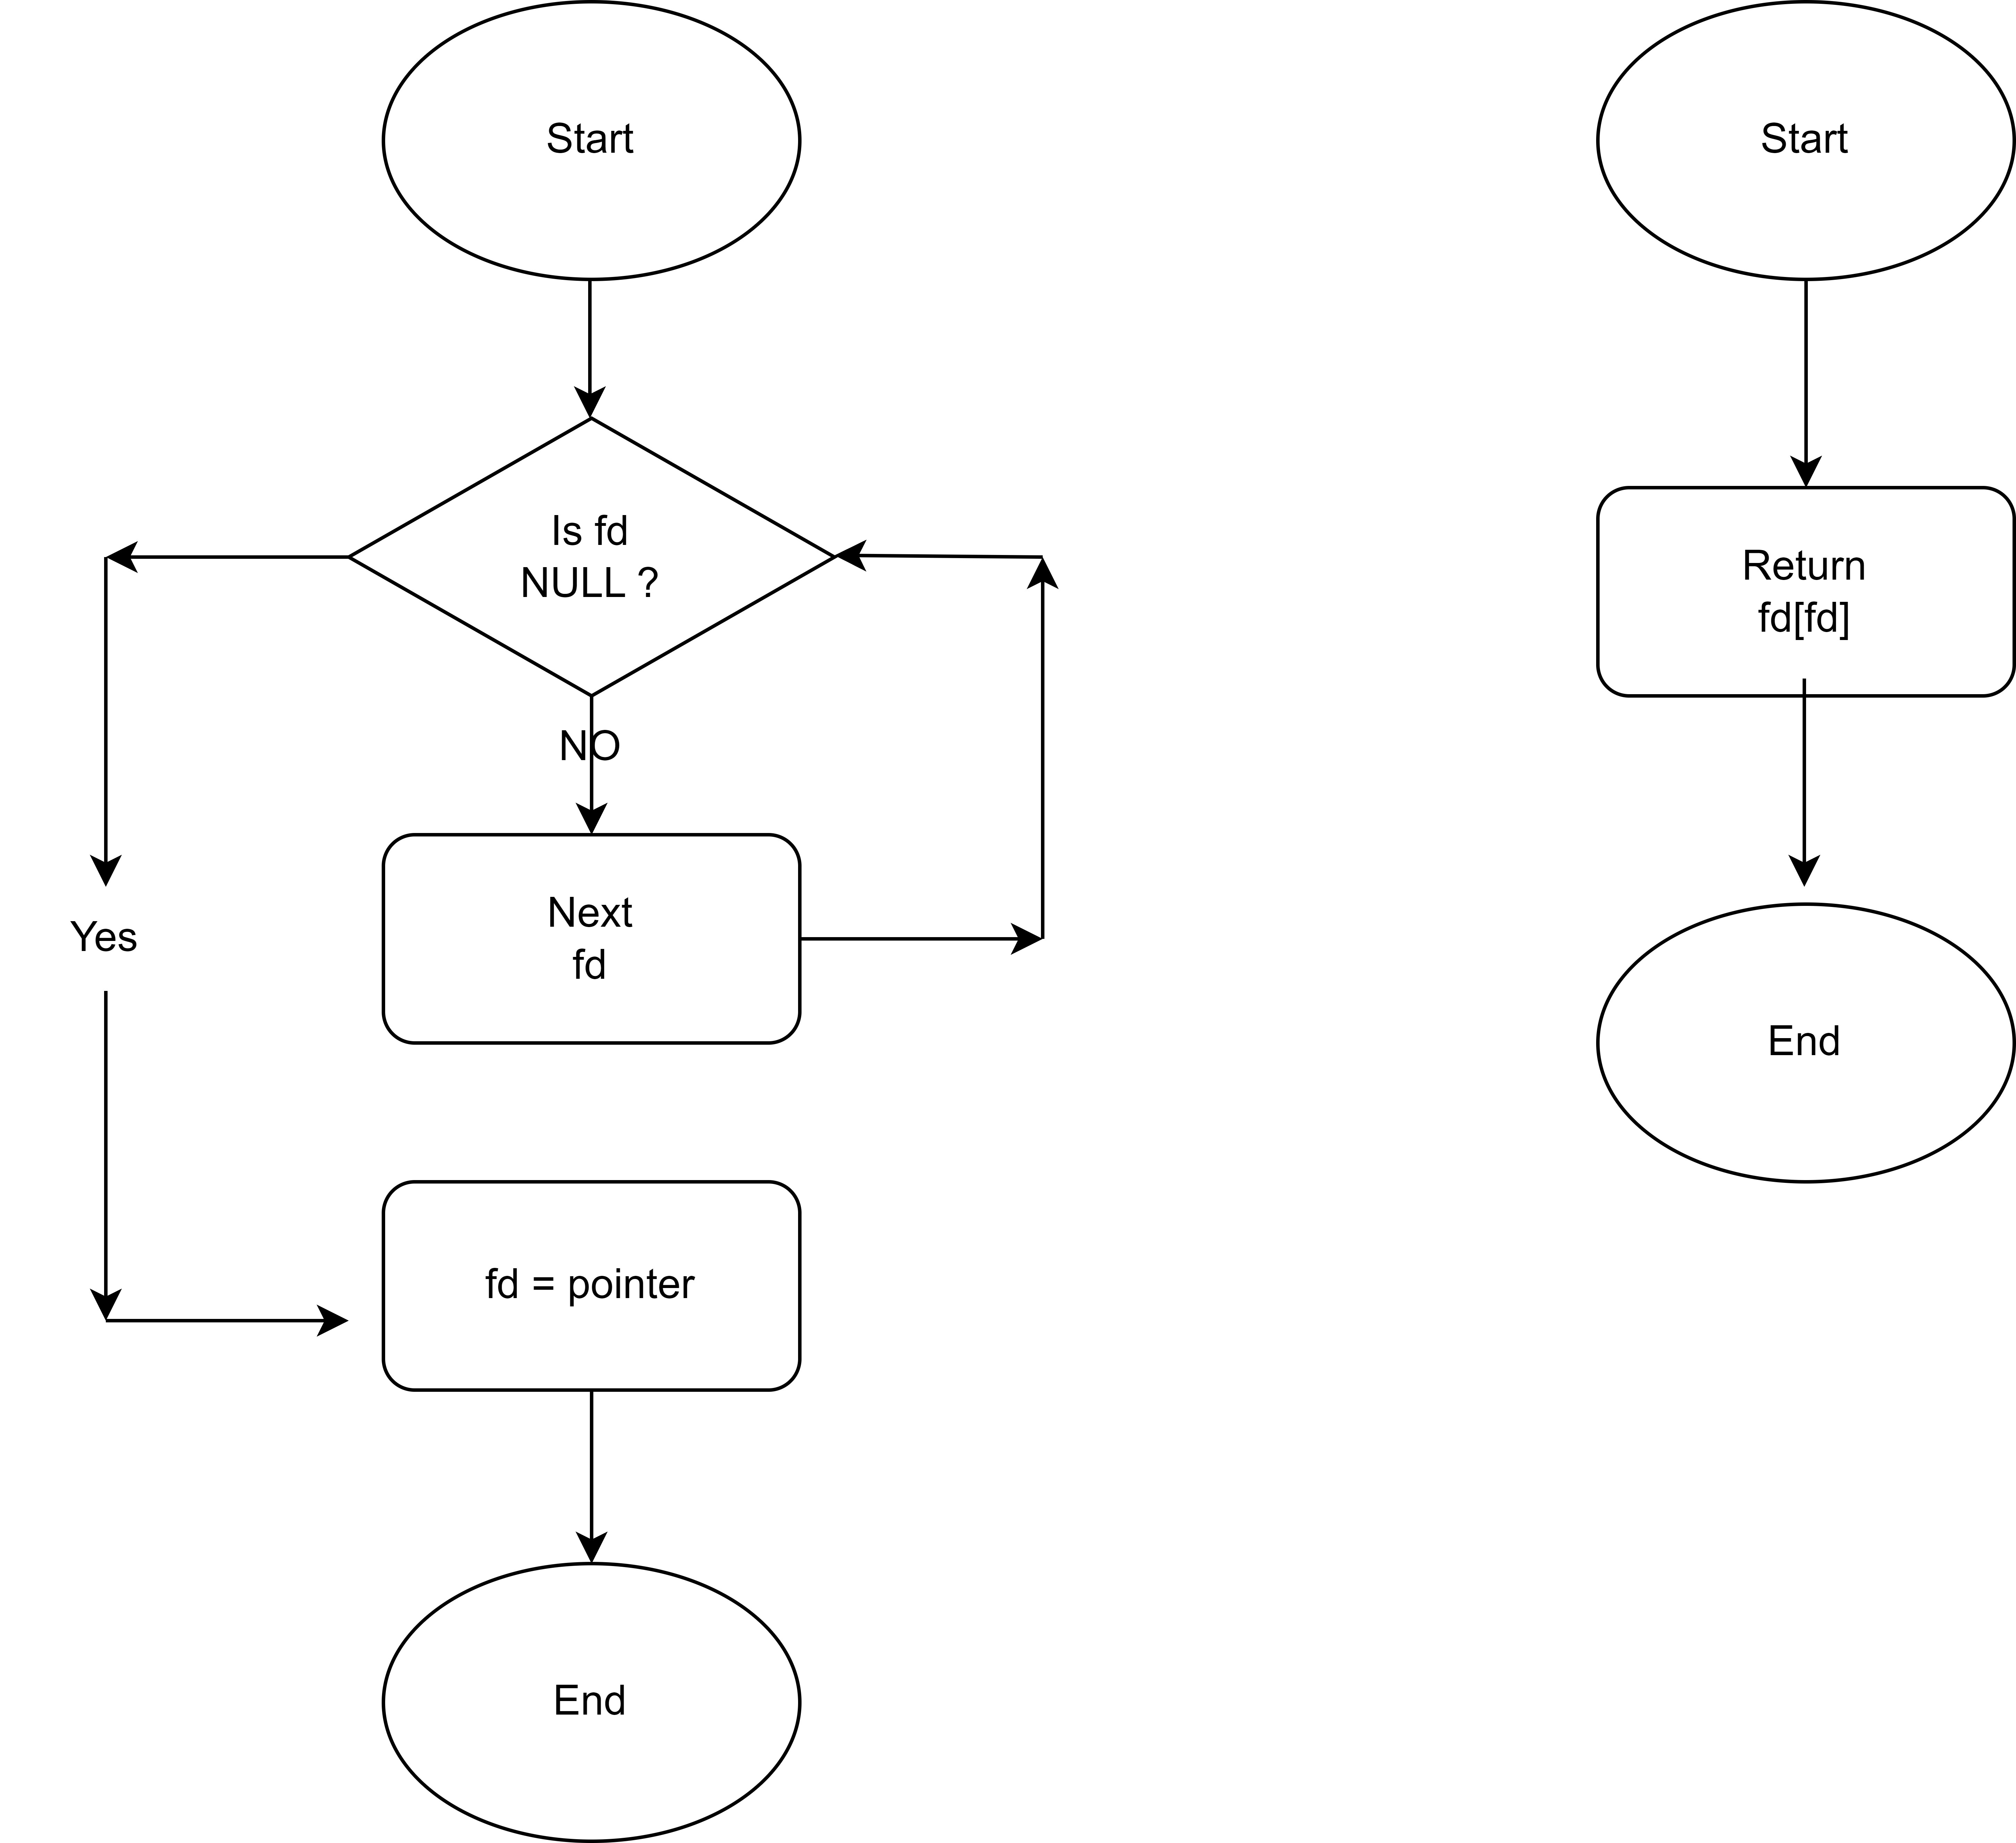 Start
Is fd
NULL ?
NO
Next
fd
Yes
fd = pointer
End
Start
Return
fd[fd]
End